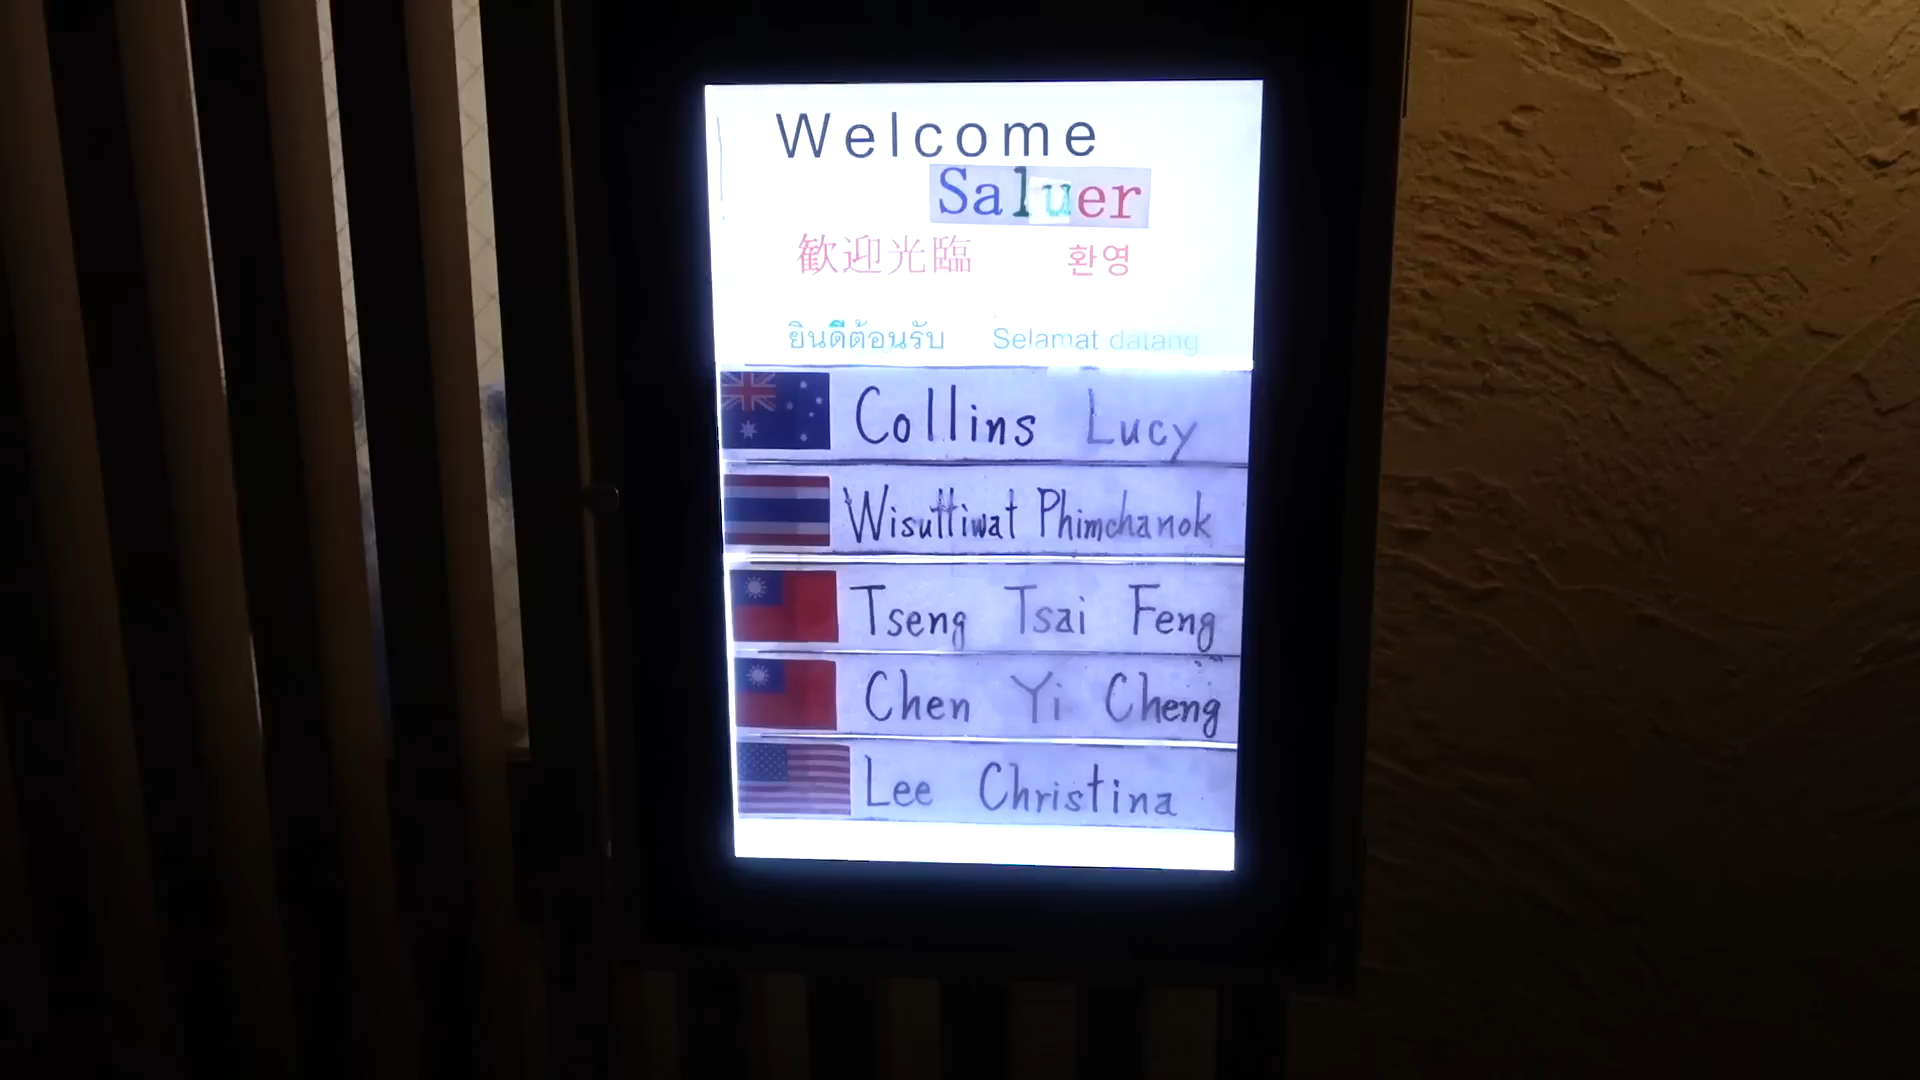 Welcome
Saluer
歓迎光臨 환영
ยินดีต้อนรับ Selamat datang
Collins Lucy
Wisuttiwat Phimchanok
Tseng Tsai Feng
Chen Yi Cheng
Lee Christina